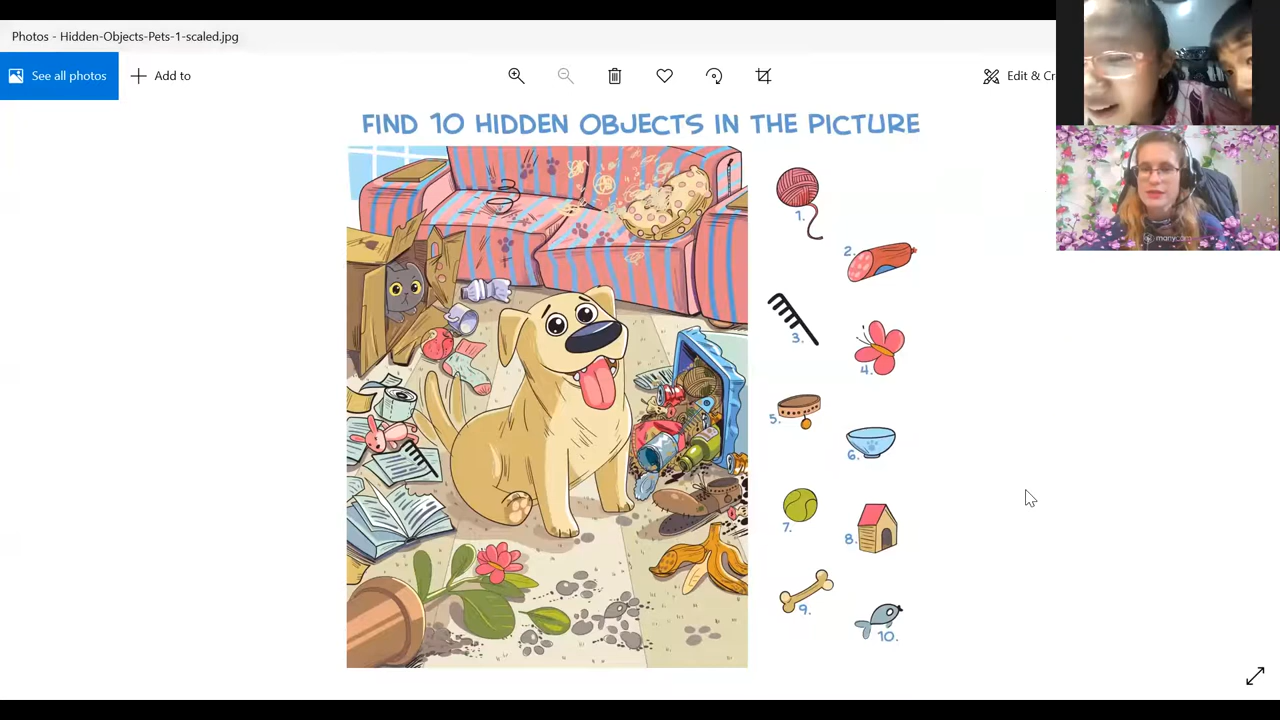 Photos - Hidden-Objects-Pets-1-scaled.jpg
See all photos
Add to
Edit & Cr
FIND 10 HIDDEN OBJECTS IN THE PICTURE
1.
2.
3.
4.
5.
6.
7.
8.
9.
10.
manycam